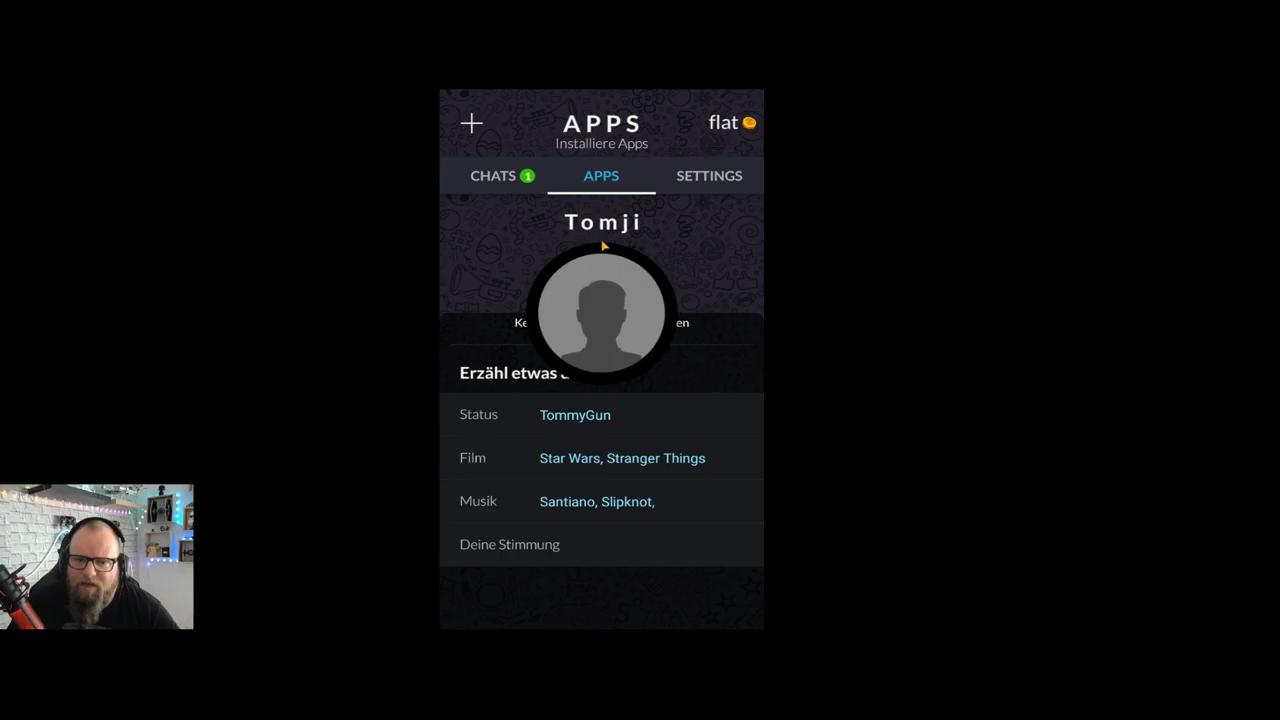 APPS
flat
Installiere Apps
CHATS 1
APPS
SETTINGS
Tomji
Erzähl etwas
Status
TommyGun
Film
Star Wars, Stranger Things
Musik
Santiano, Slipknot,
Deine Stimmung